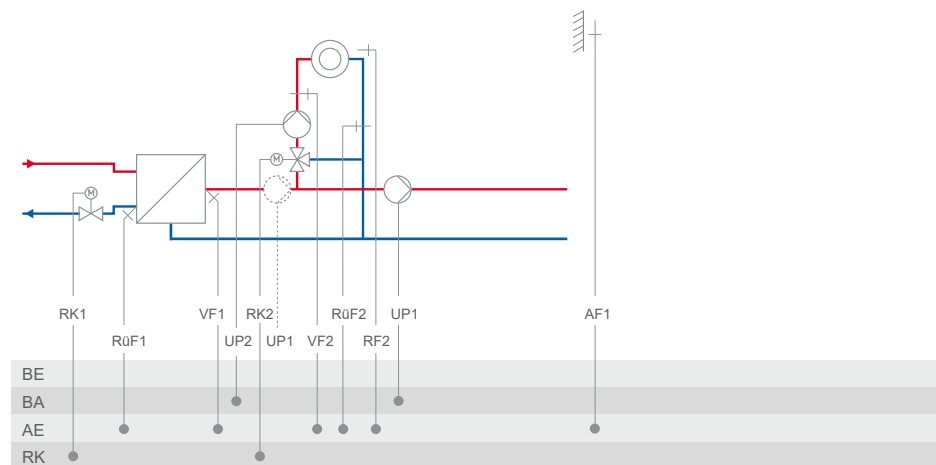 M
M
RK1 VF1 RK2 RüF2 UP1 AF1
RüF1 UP2 UP1 VF2 RF2
BE
BA
AE
RK